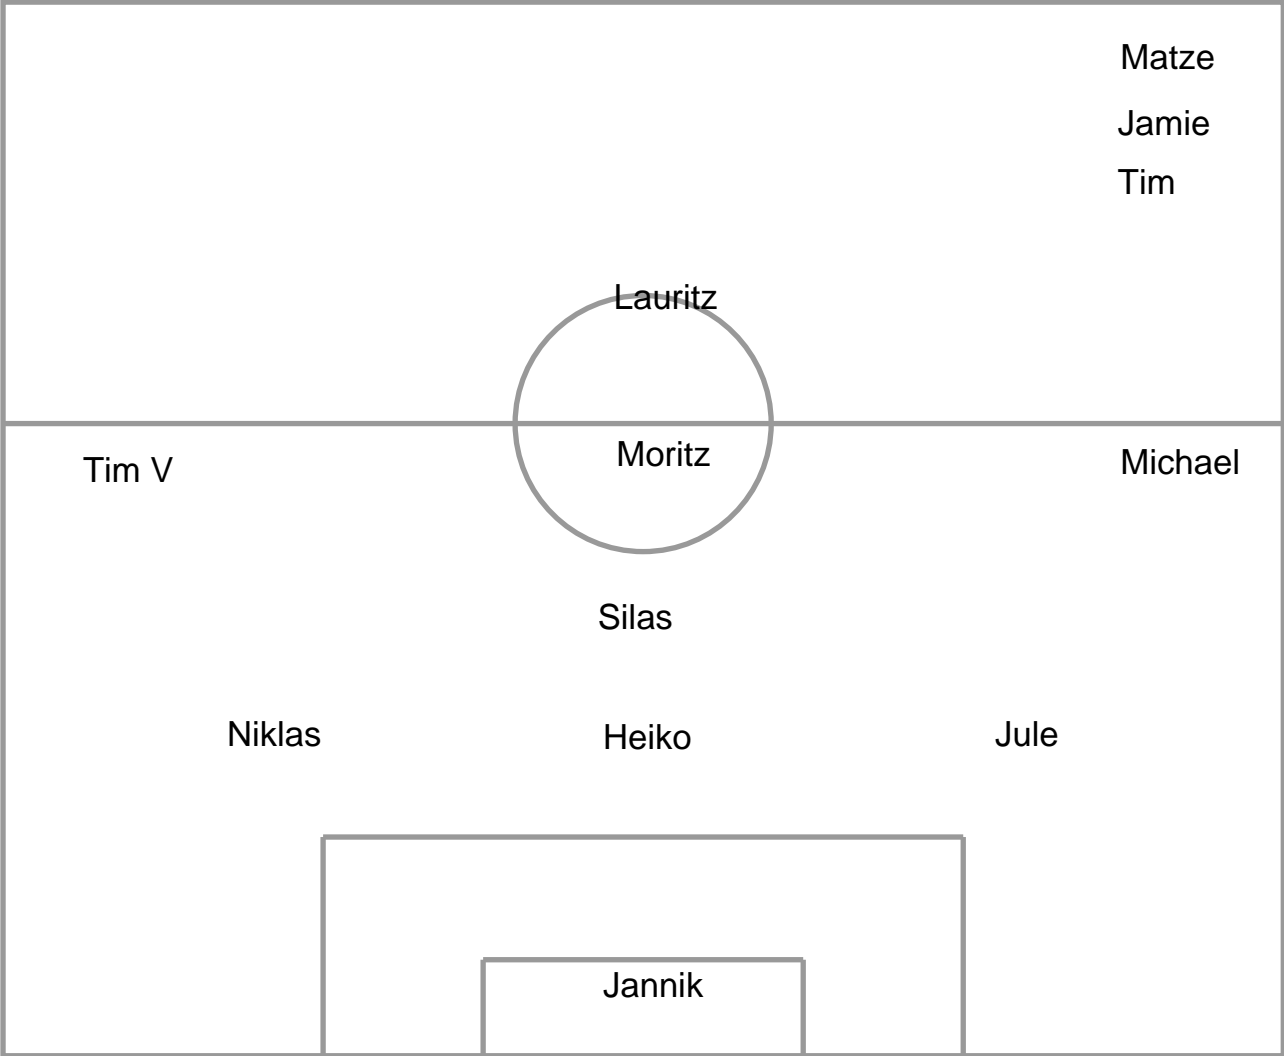 Matze
Jamie
Tim
Lauritz
Moritz
Tim V
Michael
Silas
Niklas
Heiko
Jule
Jannik